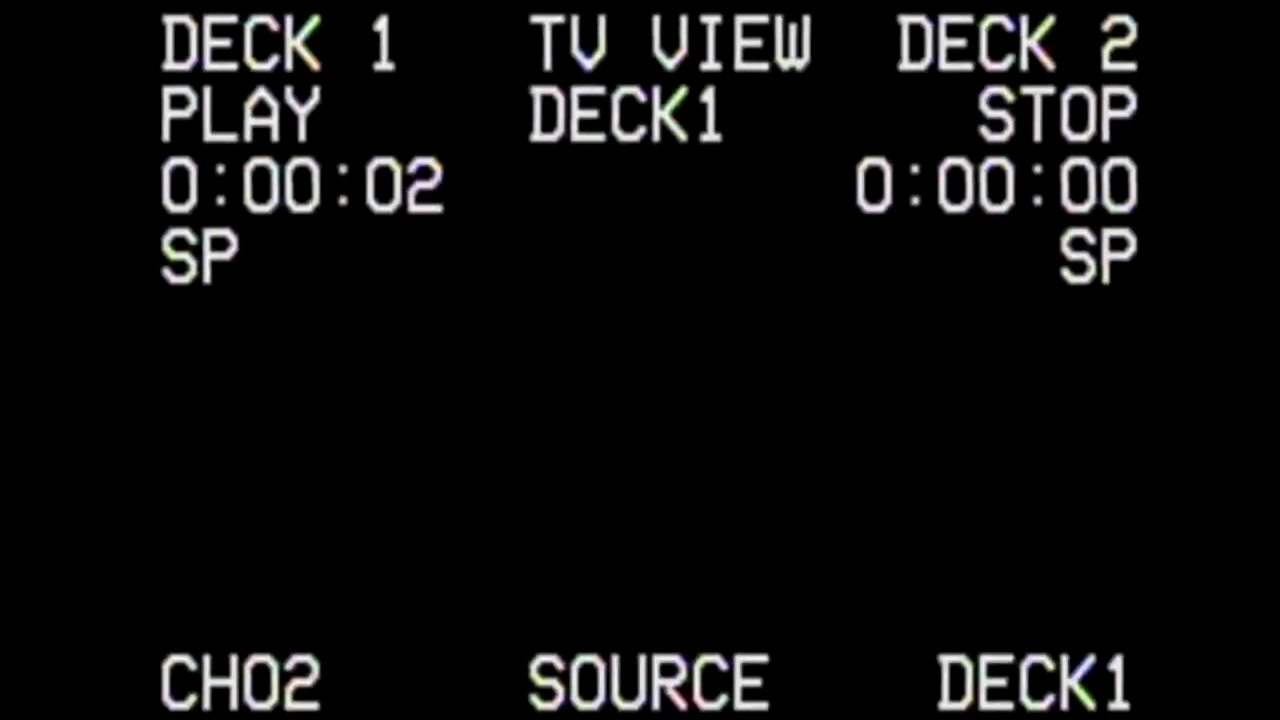 DECK 1 TV VIEW DECK 2
PLAY DECK1 STOP
0:00:02 0:00:00
SP SP
CH02 SOURCE DECK1